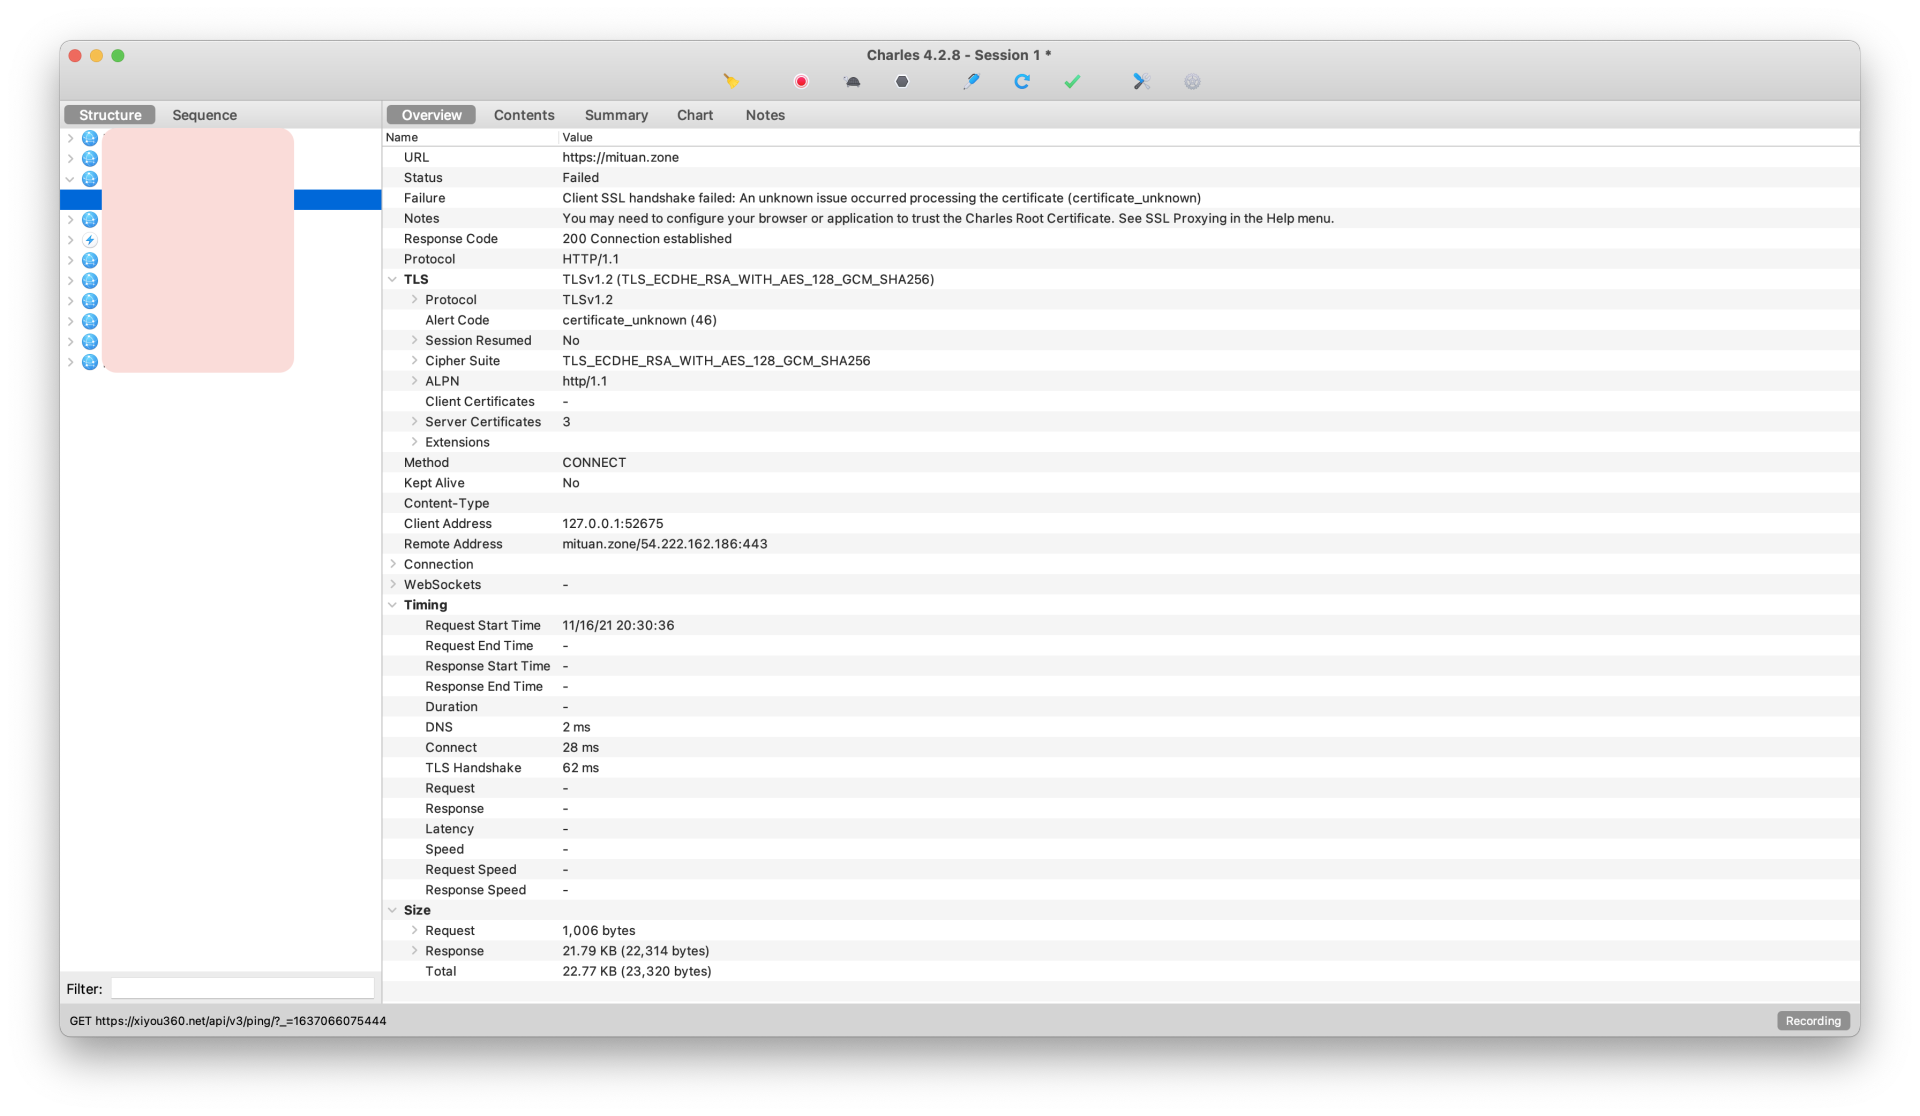 Charles 4.2.8 - Session 1 *
Structure Sequence
Overview Contents Summary Chart Notes
Name Value
URL https://mituan.zone
Status Failed
Failure Client SSL handshake failed: An unknown issue occurred processing the certificate (certificate_unknown)
Notes You may need to configure your browser or application to trust the Charles Root Certificate. See SSL Proxying in the Help menu.
Response Code 200 Connection established
Protocol HTTP/1.1
TLS TLSv1.2 (TLS_ECDHE_RSA_WITH_AES_128_GCM_SHA256)
Protocol TLSv1.2
Alert Code certificate_unknown (46)
Session Resumed No
Cipher Suite TLS_ECDHE_RSA_WITH_AES_128_GCM_SHA256
ALPN http/1.1
Client Certificates -
Server Certificates 3
Extensions
Method CONNECT
Kept Alive No
Content-Type
Client Address 127.0.0.1:52675
Remote Address mituan.zone/54.222.162.186:443
Connection
WebSockets -
Timing
Request Start Time 11/16/21 20:30:36
Request End Time -
Response Start Time -
Response End Time -
Duration -
DNS 2 ms
Connect 28 ms
TLS Handshake 62 ms
Request -
Response -
Latency -
Speed -
Request Speed -
Response Speed -
Size
Request 1,006 bytes
Response 21.79 KB (22,314 bytes)
Total 22.77 KB (23,320 bytes)
Filter:
GET https://xiyou360.net/api/v3/ping/?_=1637066075444
Recording